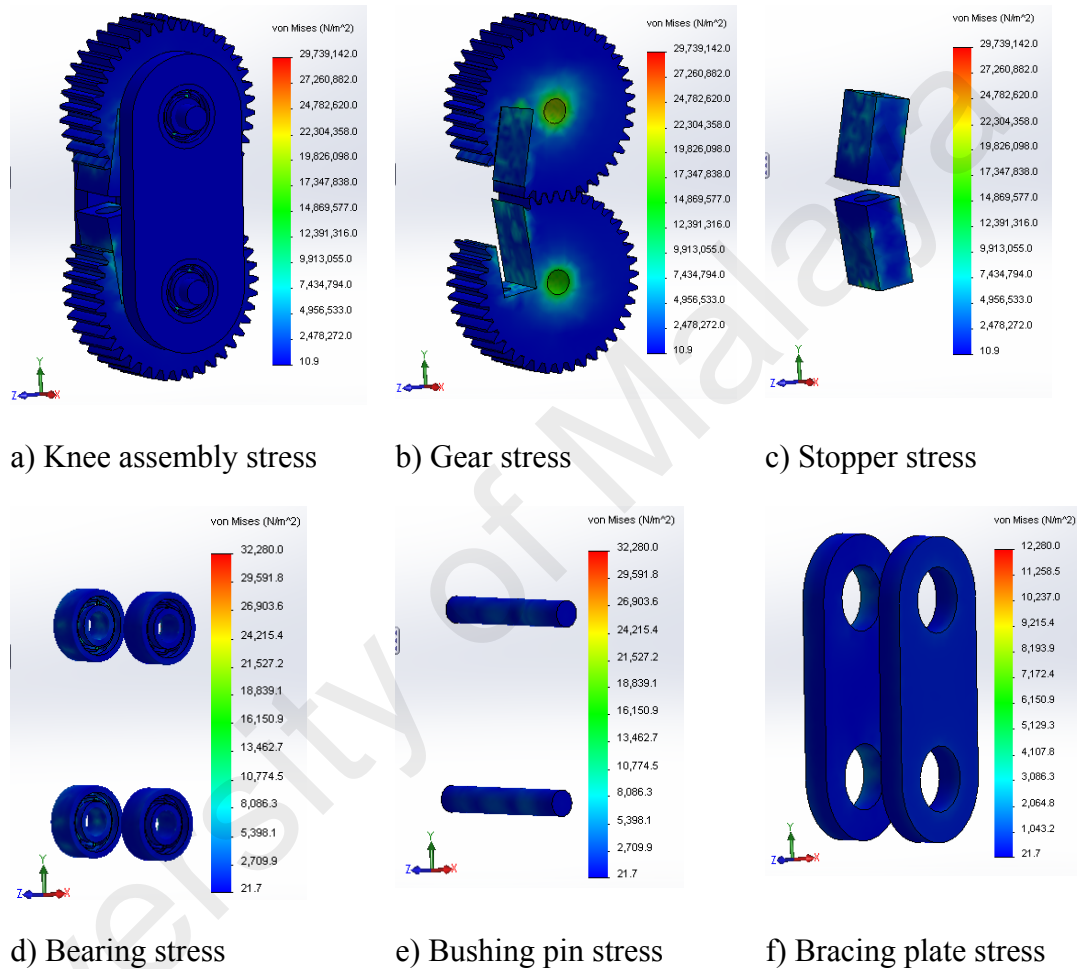 von Mises (N/m^2)
29,739,142.0
27,260,882.0
24,782,620.0
22,304,358.0
19,826,098.0
17,347,838.0
14,869,577.0
12,391,316.0
9,913,055.0
7,434,794.0
4,956,533.0
2,478,272.0
10.9
Y
Z
X
a) Knee assembly stress
von Mises (N/m^2)
29,739,142.0
27,260,882.0
24,782,620.0
22,304,358.0
19,826,098.0
17,347,838.0
14,869,577.0
12,391,316.0
9,913,055.0
7,434,794.0
4,956,533.0
2,478,272.0
10.9
Y
Z
X
b) Gear stress
von Mises (N/m^2)
29,739,142.0
27,260,882.0
24,782,620.0
22,304,358.0
19,826,098.0
17,347,838.0
14,869,577.0
12,391,316.0
9,913,055.0
7,434,794.0
4,956,533.0
2,478,272.0
10.9
Y
Z
X
c) Stopper stress
von Mises (N/m^2)
32,280.0
29,591.8
26,903.6
24,215.4
21,527.2
18,839.1
16,150.9
13,462.7
10,774.5
8,086.3
5,398.1
2,709.9
21.7
Y
Z
X
d) Bearing stress
von Mises (N/m^2)
32,280.0
29,591.8
26,903.6
24,215.4
21,527.2
18,839.1
16,150.9
13,462.7
10,774.5
8,086.3
5,398.1
2,709.9
21.7
Y
Z
X
e) Bushing pin stress
von Mises (N/m^2)
12,280.0
11,258.5
10,237.0
9,215.4
8,193.9
7,172.4
6,150.9
5,129.3
4,107.8
3,086.3
2,064.8
1,043.2
21.7
Y
Z
X
f) Bracing plate stress
ersity of Malaya